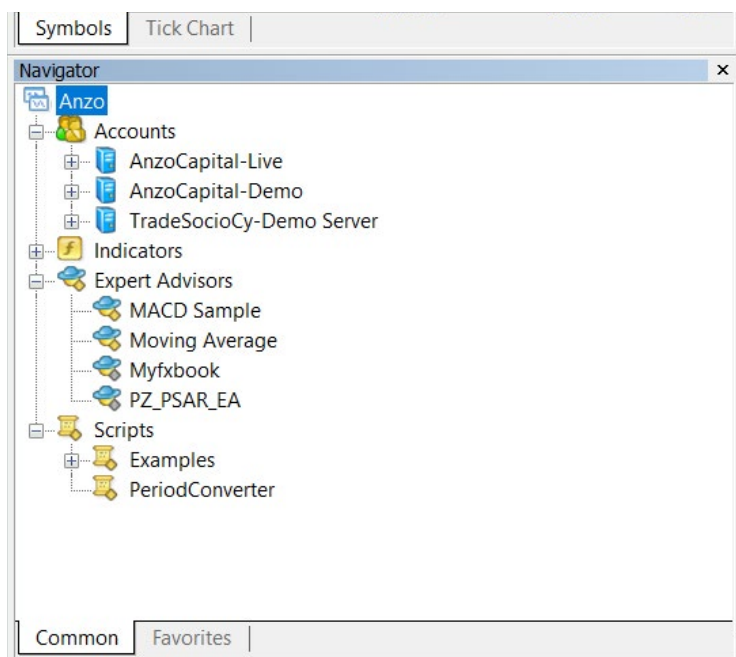 Symbols Tick Chart
Navigator
Anzo
Accounts
AnzoCapital-Live
AnzoCapital-Demo
TradeSocioCy-Demo Server
Indicators
Expert Advisors
MACD Sample
Moving Average
Myfxbook
PZ_PSAR_EA
Scripts
Examples
PeriodConverter
Common Favorites